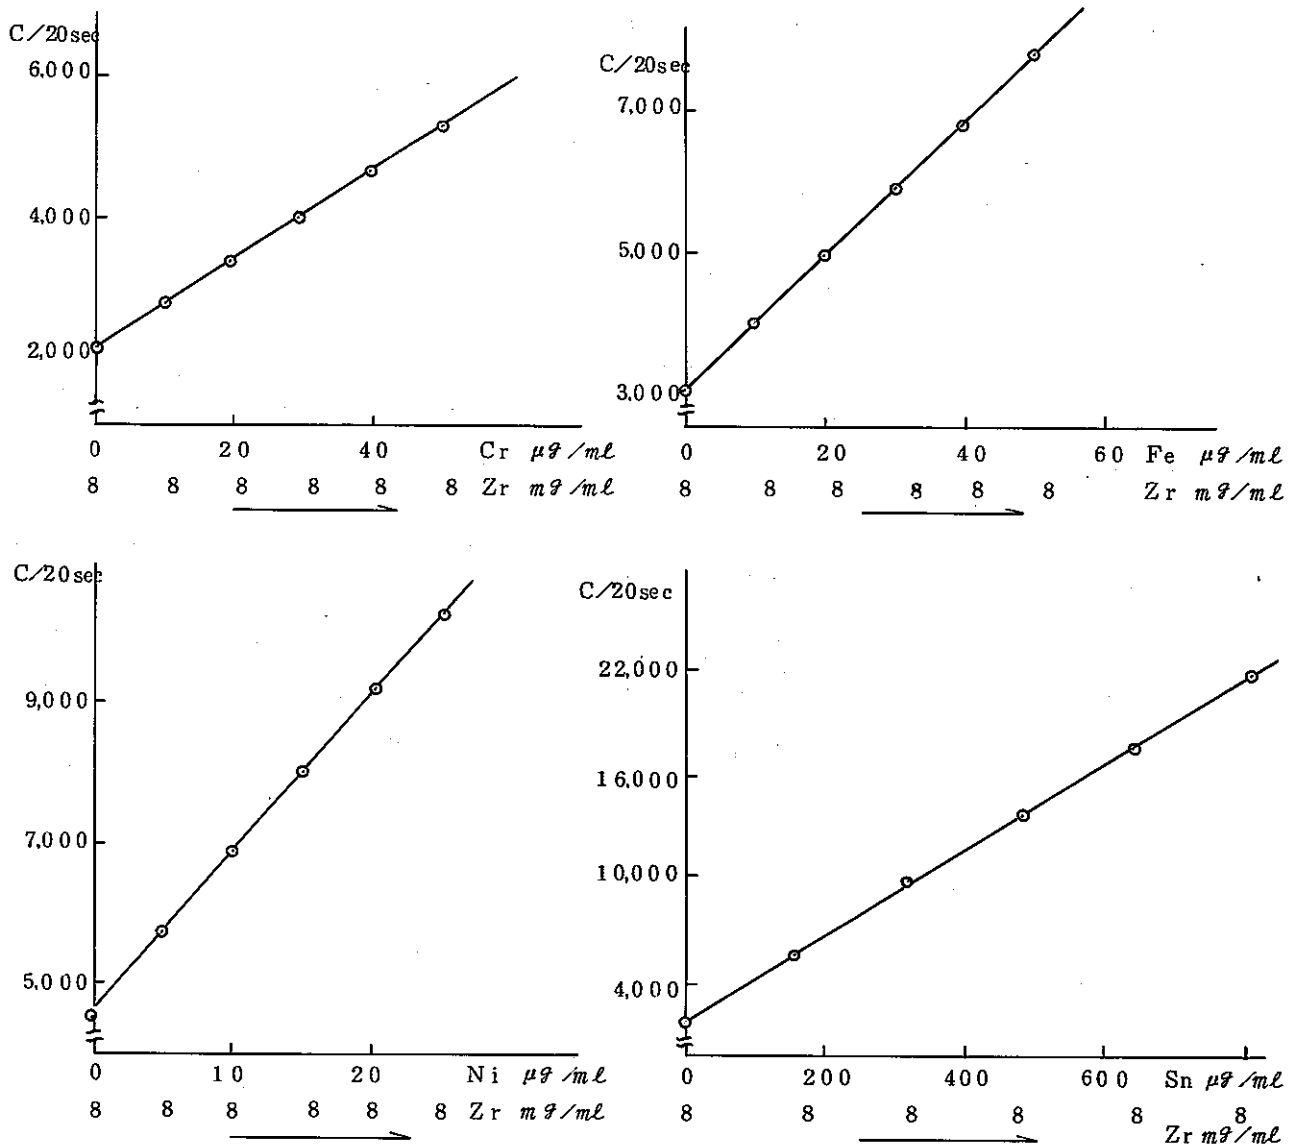 C/20sec
6,000
4,000
2,000
0 20 40 Cr μg/ml
8 8 8 8 8 8 Zr mg/ml
C/20sec
7,000
5,000
3,000
0 20 40 60 Fe μg/ml
8 8 8 8 8 8 Zr mg/ml
C/20sec
9,000
7,000
5,000
0 10 20 Ni μg/ml
8 8 8 8 8 8 Zr mg/ml
C/20sec
22,000
16,000
10,000
4,000
0 200 400 600 Sn μg/ml
8 8 8 8 8 8
Zr mg/ml